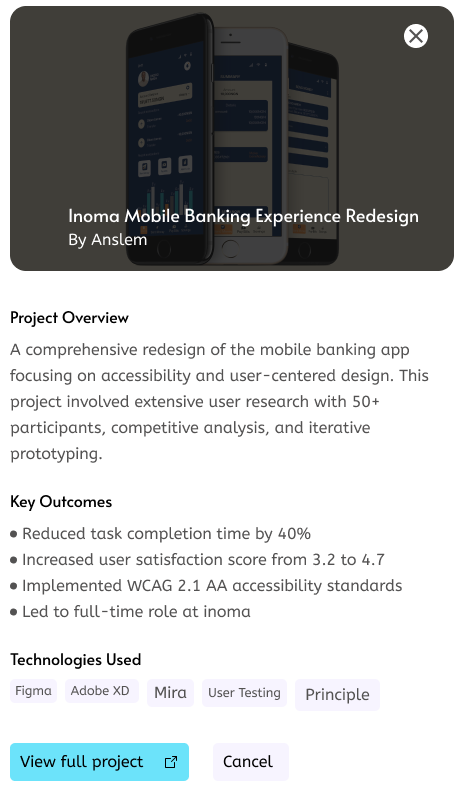 Inoma Mobile Banking Experience Redesign
By Anslem
Project Overview
A comprehensive redesign of the mobile banking app
focusing on accessibility and user-centered design. This
project involved extensive user research with 50+
participants, competitive analysis, and iterative
prototyping.
Key Outcomes
• Reduced task completion time by 40%
• Increased user satisfaction score from 3.2 to 4.7
• Implemented WCAG 2.1 AA accessibility standards
• Led to full-time role at inoma
Technologies Used
Figma Adobe XD Mira User Testing Principle
View full project Cancel